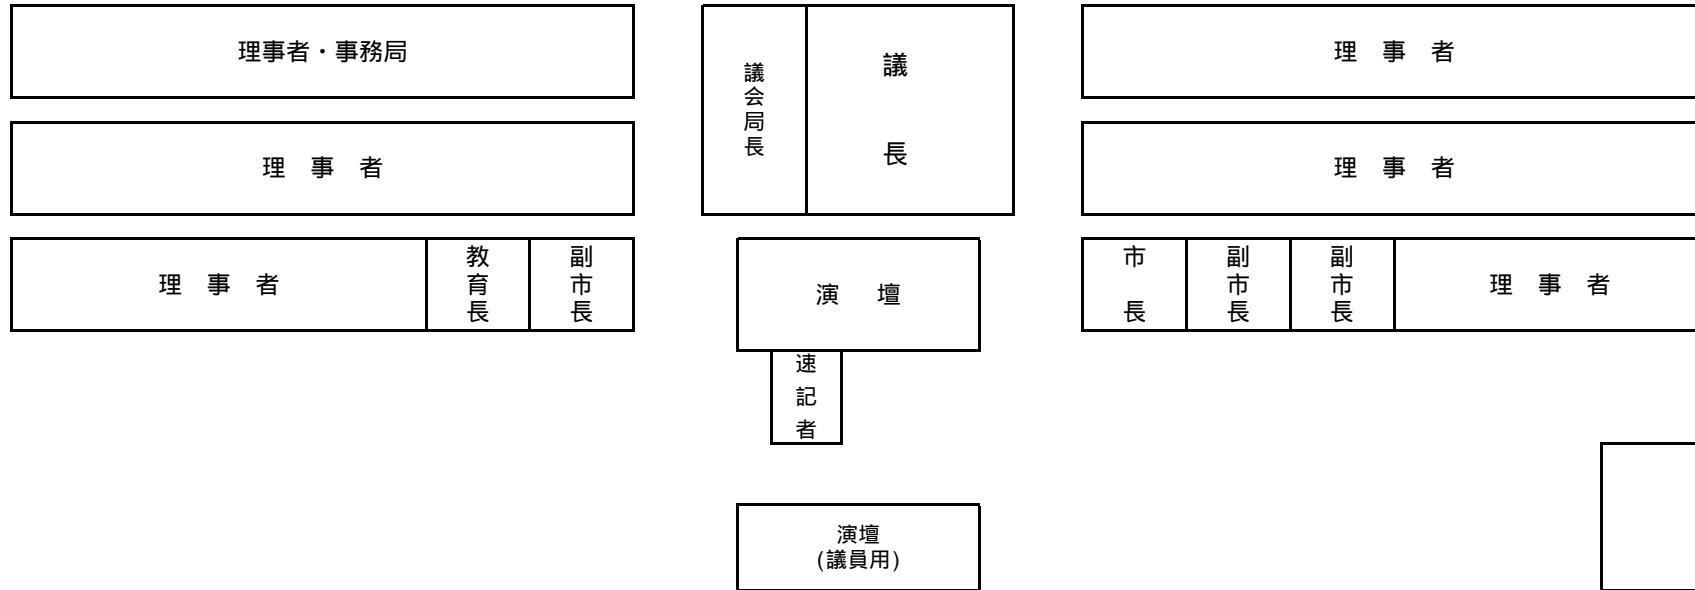 理事者・事務局
議会局長
議長
理事者
理事者
理事者
理事者
教育長
副市長
演壇
市長
副市長
副市長
理事者
速記者
演壇
(議員用)